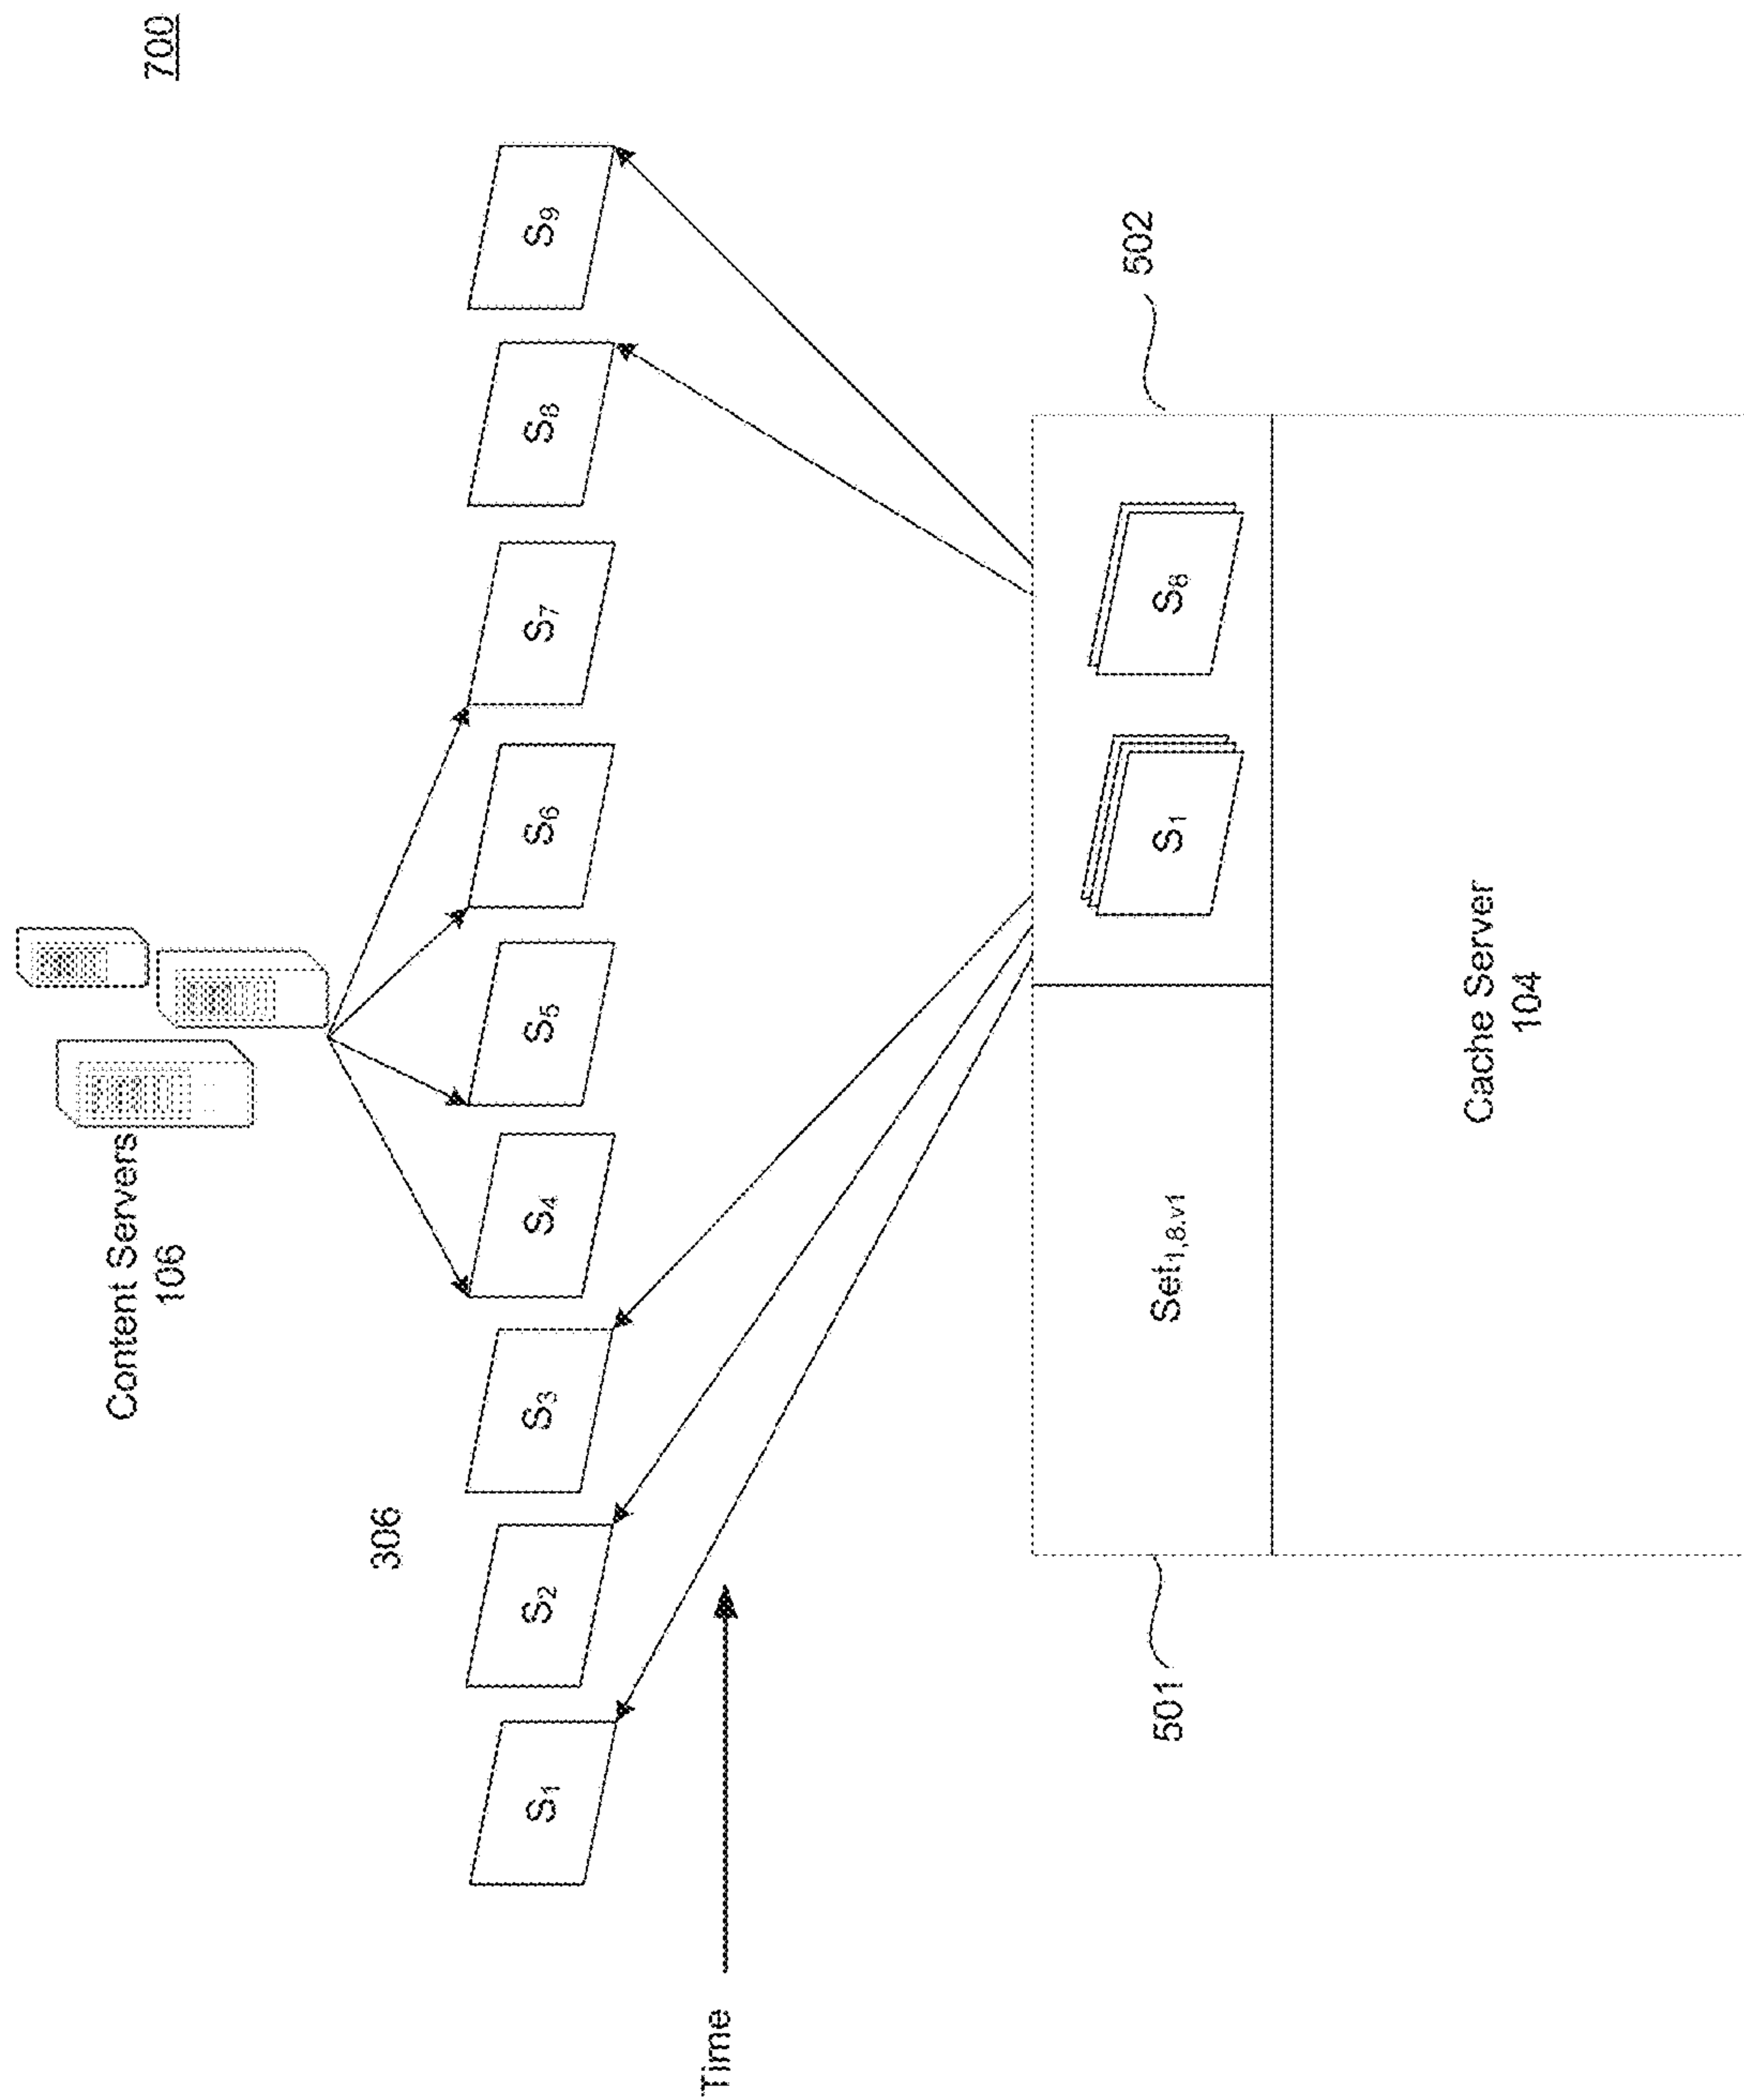 700
Content Servers
106
306
S₁ S₂ S₃ S₄ S₅ S₆ S₇ S₈ S₉
Time
501
502
Set₁,₈.ᵥ₁
S₁ S₈
Cache Server
104